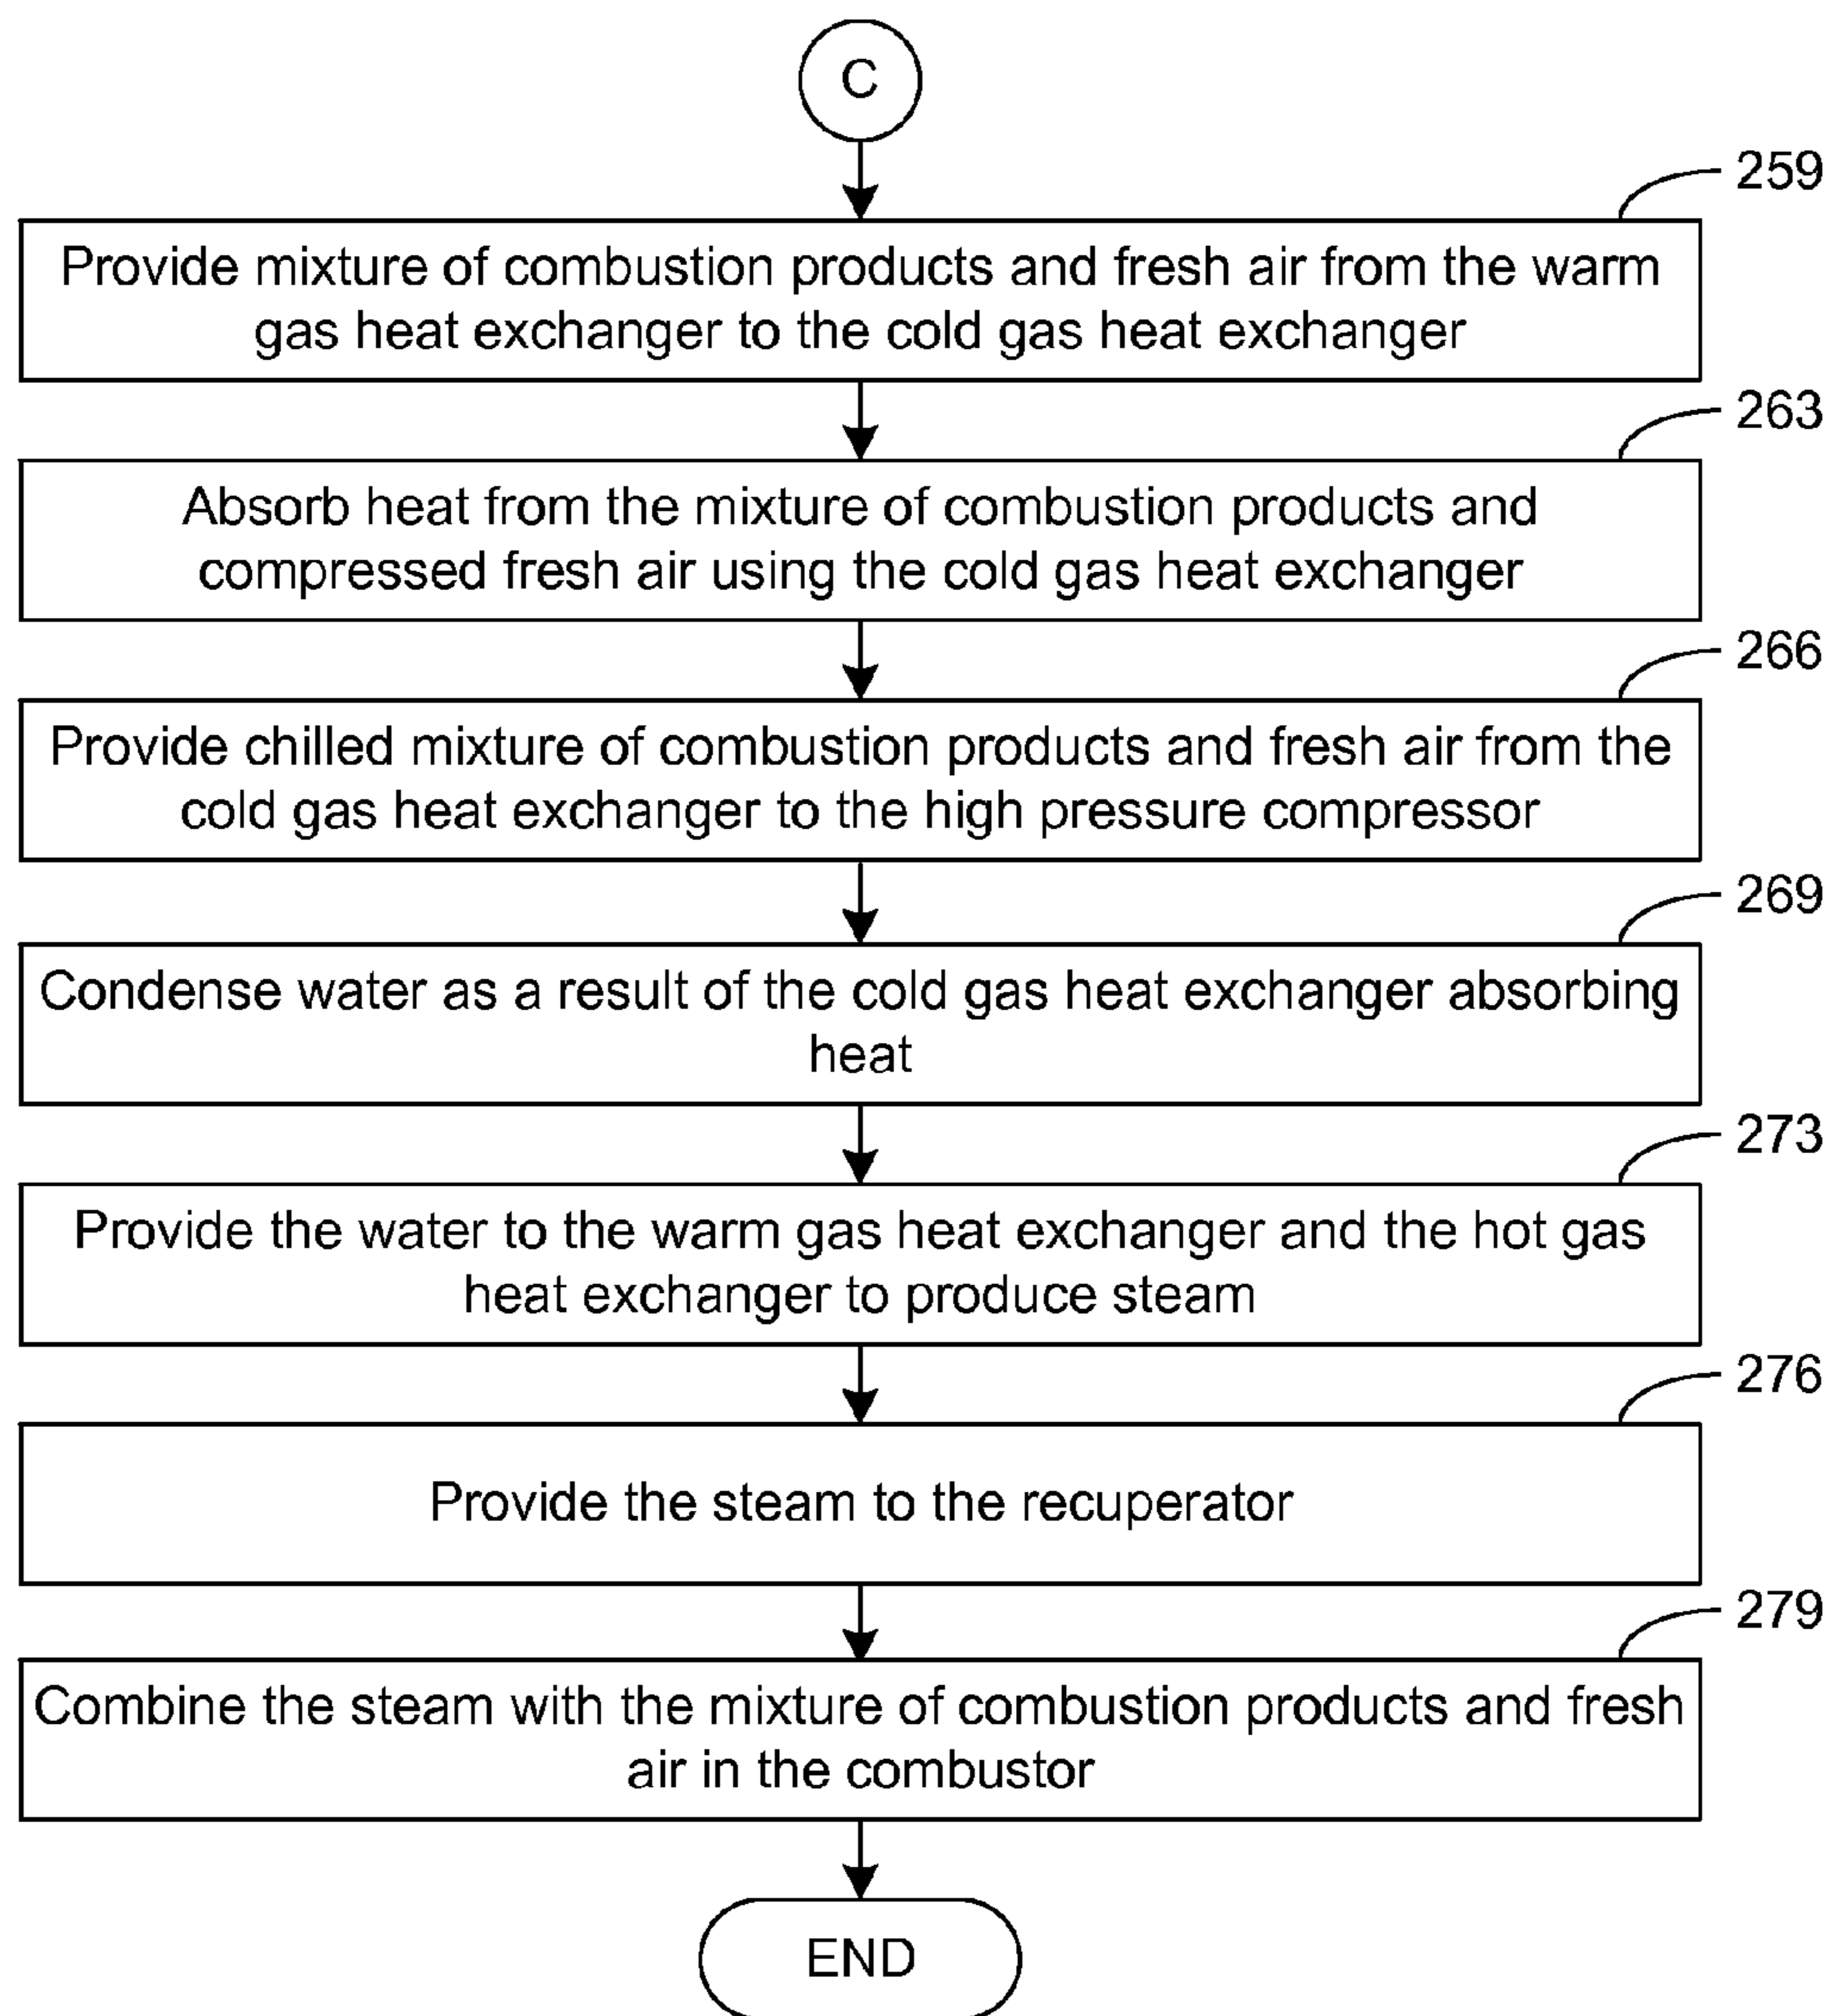 C
259
Provide mixture of combustion products and fresh air from the warm
gas heat exchanger to the cold gas heat exchanger
263
Absorb heat from the mixture of combustion products and
compressed fresh air using the cold gas heat exchanger
266
Provide chilled mixture of combustion products and fresh air from the
cold gas heat exchanger to the high pressure compressor
269
Condense water as a result of the cold gas heat exchanger absorbing
heat
273
Provide the water to the warm gas heat exchanger and the hot gas
heat exchanger to produce steam
276
Provide the steam to the recuperator
279
Combine the steam with the mixture of combustion products and fresh
air in the combustor
END